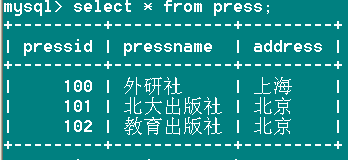 mysql> select * from press;
+---------+------------+---------+
| pressid | pressname | address |
+---------+------------+---------+
| 100 | 外研社 | 上海 |
| 101 | 北大出版社 | 北京 |
| 102 | 教育出版社 | 北京 |
+---------+------------+---------+